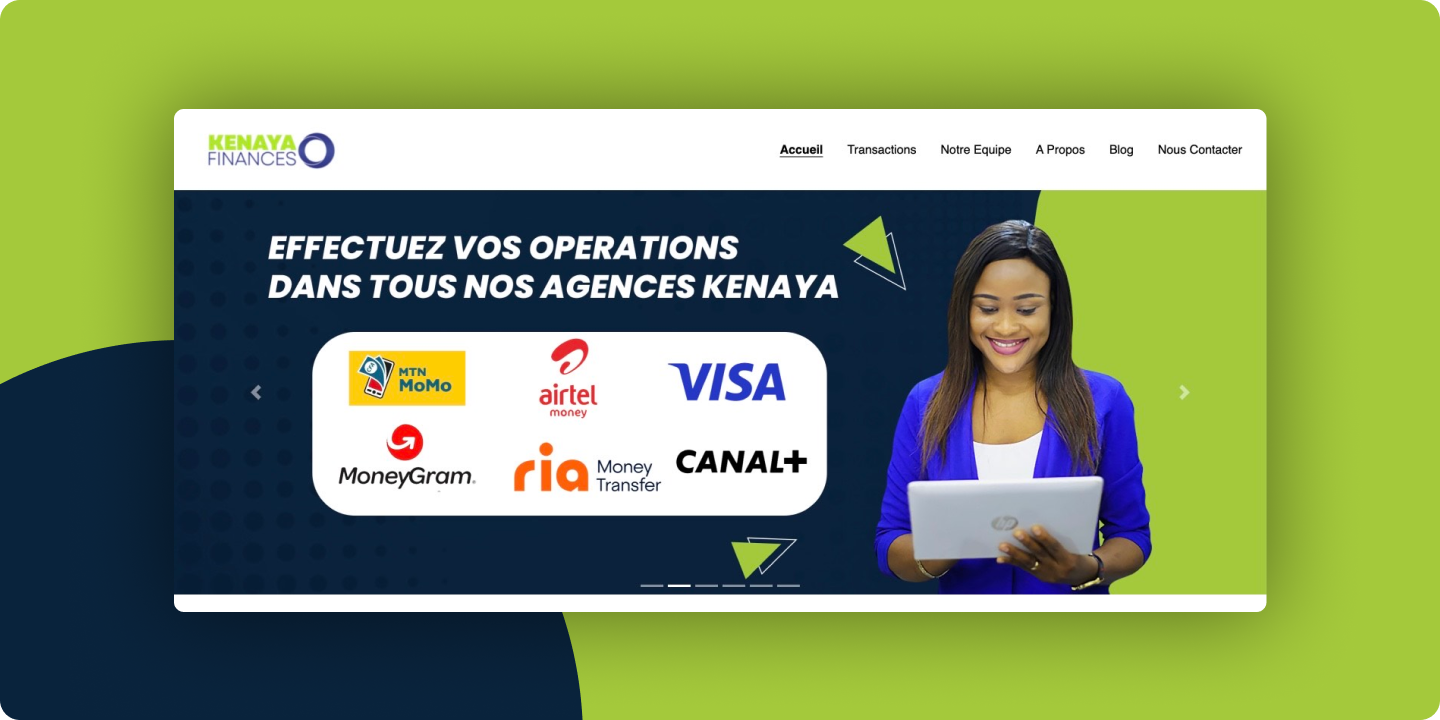 KENAYA
FINANCES
Accueil Transactions Notre Equipe A Propos Blog Nous Contacter
EFFECTUEZ VOS OPERATIONS
DANS TOUS NOS AGENCES KENAYA
MTN
MoMo
airtel
money
VISA
MoneyGram
ria Money
Transfer
CANAL+
hp